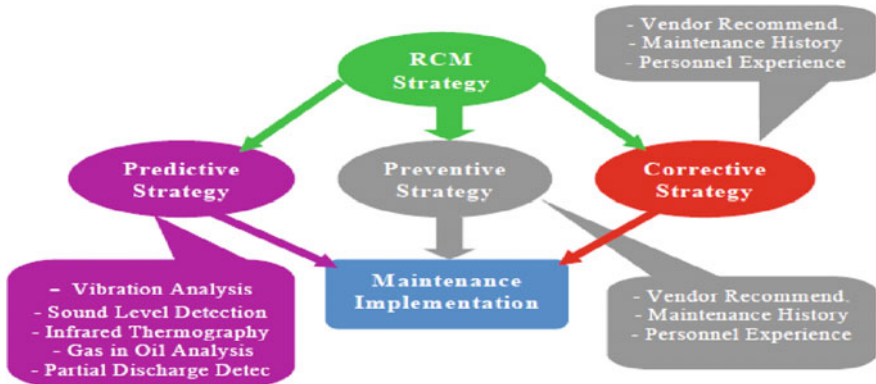 - Vendor Recommend.
- Maintenance History
- Personnel Experience
RCM
Strategy
Predictive
Strategy
Preventive
Strategy
Corrective
Strategy
- Vibration Analysis
- Sound Level Detection
- Infrared Thermography
- Gas in Oil Analysis
- Partial Discharge Detec
Maintenance
Implementation
- Vendor Recommend.
- Maintenance History
- Personnel Experience